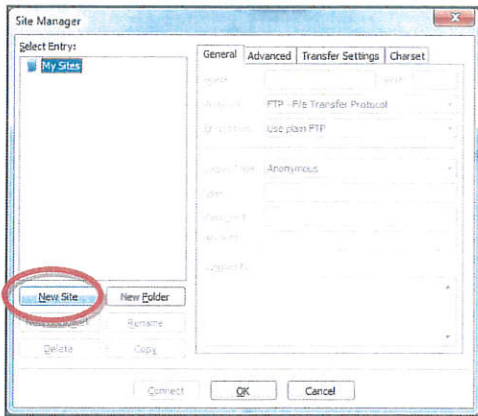 Site Manager
Select Entry:
My Sites
General Advanced Transfer Settings Charset
FTP - File Transfer Protocol
Use plain FTP
Anonymous
New Site New Folder
Rename
Delete Copy
Connect OK Cancel